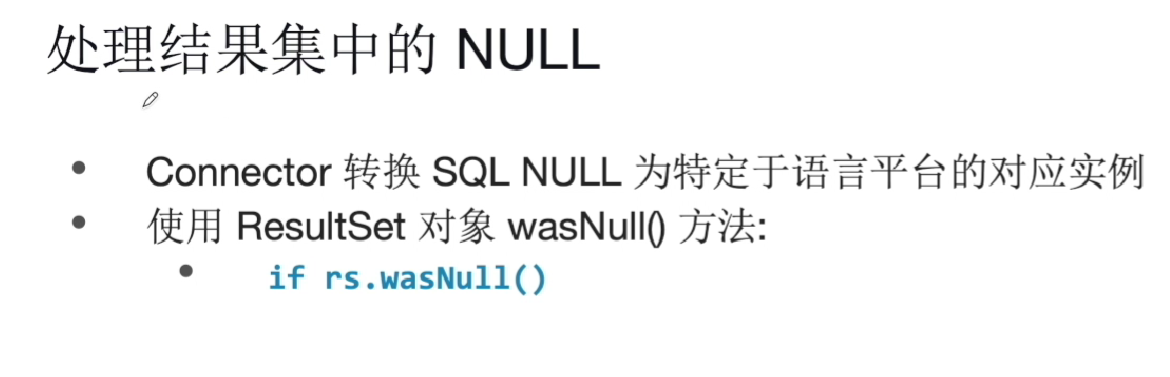 处理结果集中的 NULL
• Connector 转换 SQL NULL 为特定于语言平台的对应实例
• 使用 ResultSet 对象 wasNull() 方法:
• if rs.wasNull()